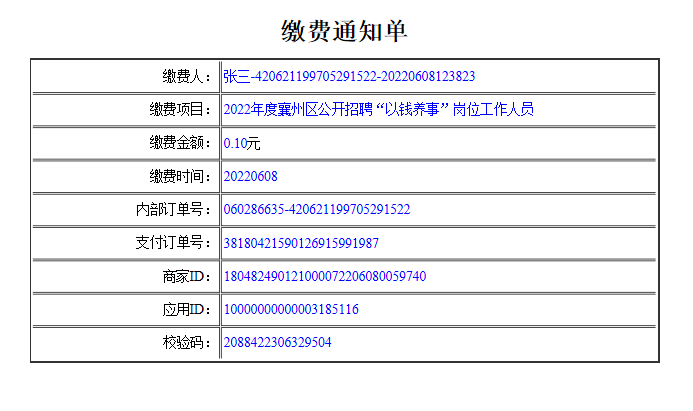 缴费通知单
缴费人： 张三-420621199705291522-20220608123823
缴费项目： 2022年度襄州区公开招聘“以钱养事”岗位工作人员
缴费金额： 0.10元
缴费时间： 20220608
内部订单号： 060286635-420621199705291522
支付订单号： 38180421590126915991987
商家ID： 180482490121000072206080059740
应用ID： 1000000000003185116
校验码： 2088422306329504